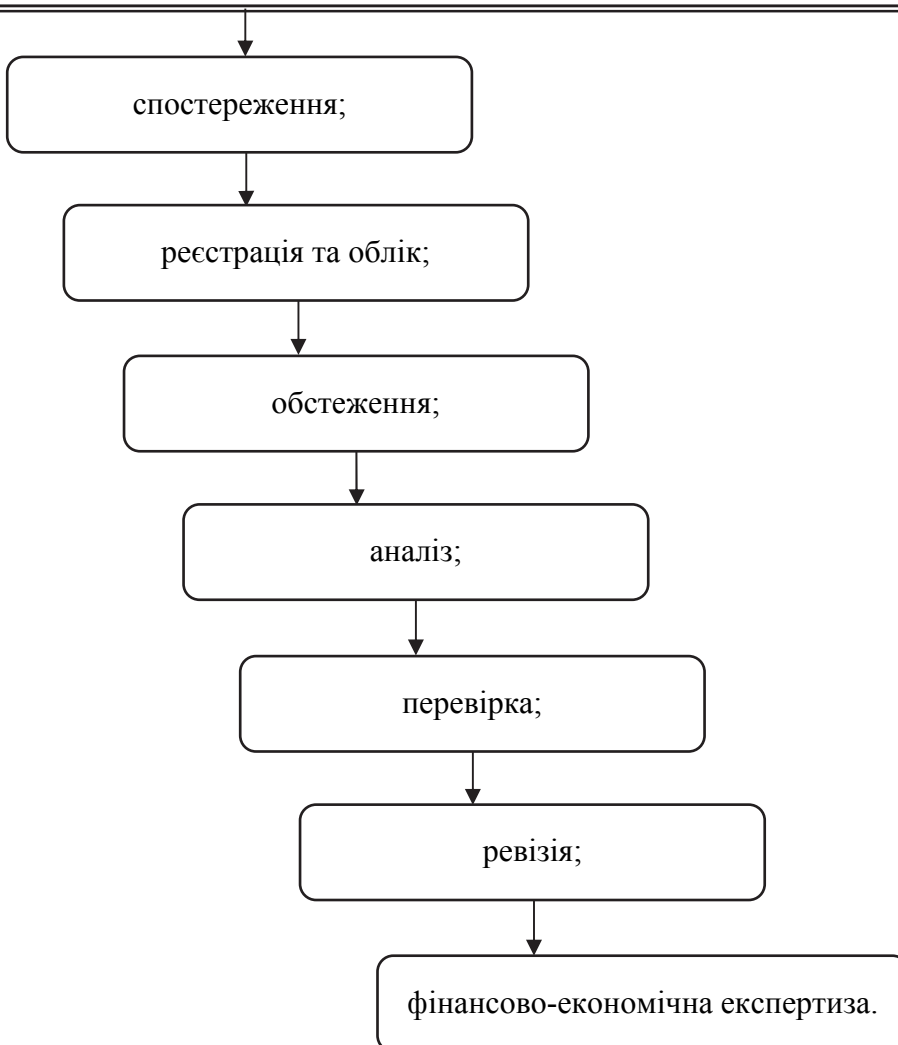 спостереження;
реєстрація та облік;
обстеження;
аналіз;
перевірка;
ревізія;
фінансово-економічна експертиза.